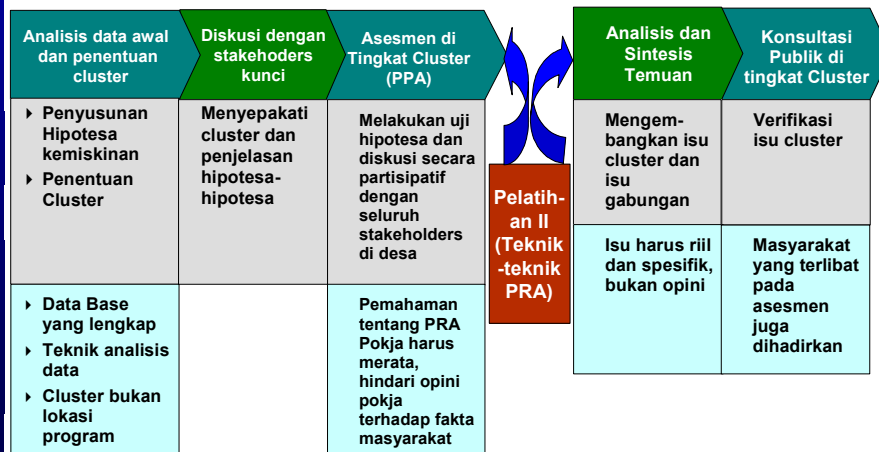 Analisis data awal
dan penentuan
cluster
Diskusi dengan
stakehoders
kunci
Asesmen di
Tingkat Cluster
(PPA)
Analisis dan
Sintesis
Temuan
Konsultasi
Publik di
tingkat Cluster
Penyusunan
Hipotesa
kemiskinan
Penentuan
Cluster
Menyepakati
cluster dan
penjelasan
hipotesa-
hipotesa
Melakukan uji
hipotesa dan
diskusi secara
partisipatif
dengan
seluruh
stakeholders
di desa
Pelatih-
an II
(Teknik
-teknik
PRA)
Mengem-
bangkan isu
cluster dan
isu
gabungan
Verifikasi
isu cluster
Data Base
yang lengkap
Teknik analisis
data
Cluster bukan
lokasi
program
Pemahaman
tentang PRA
Pokja harus
merata,
hindari opini
pokja
terhadap fakta
masyarakat
Isu harus riil
dan spesifik,
bukan opini
Masyarakat
yang terlibat
pada
asesmen
juga
dihadirkan